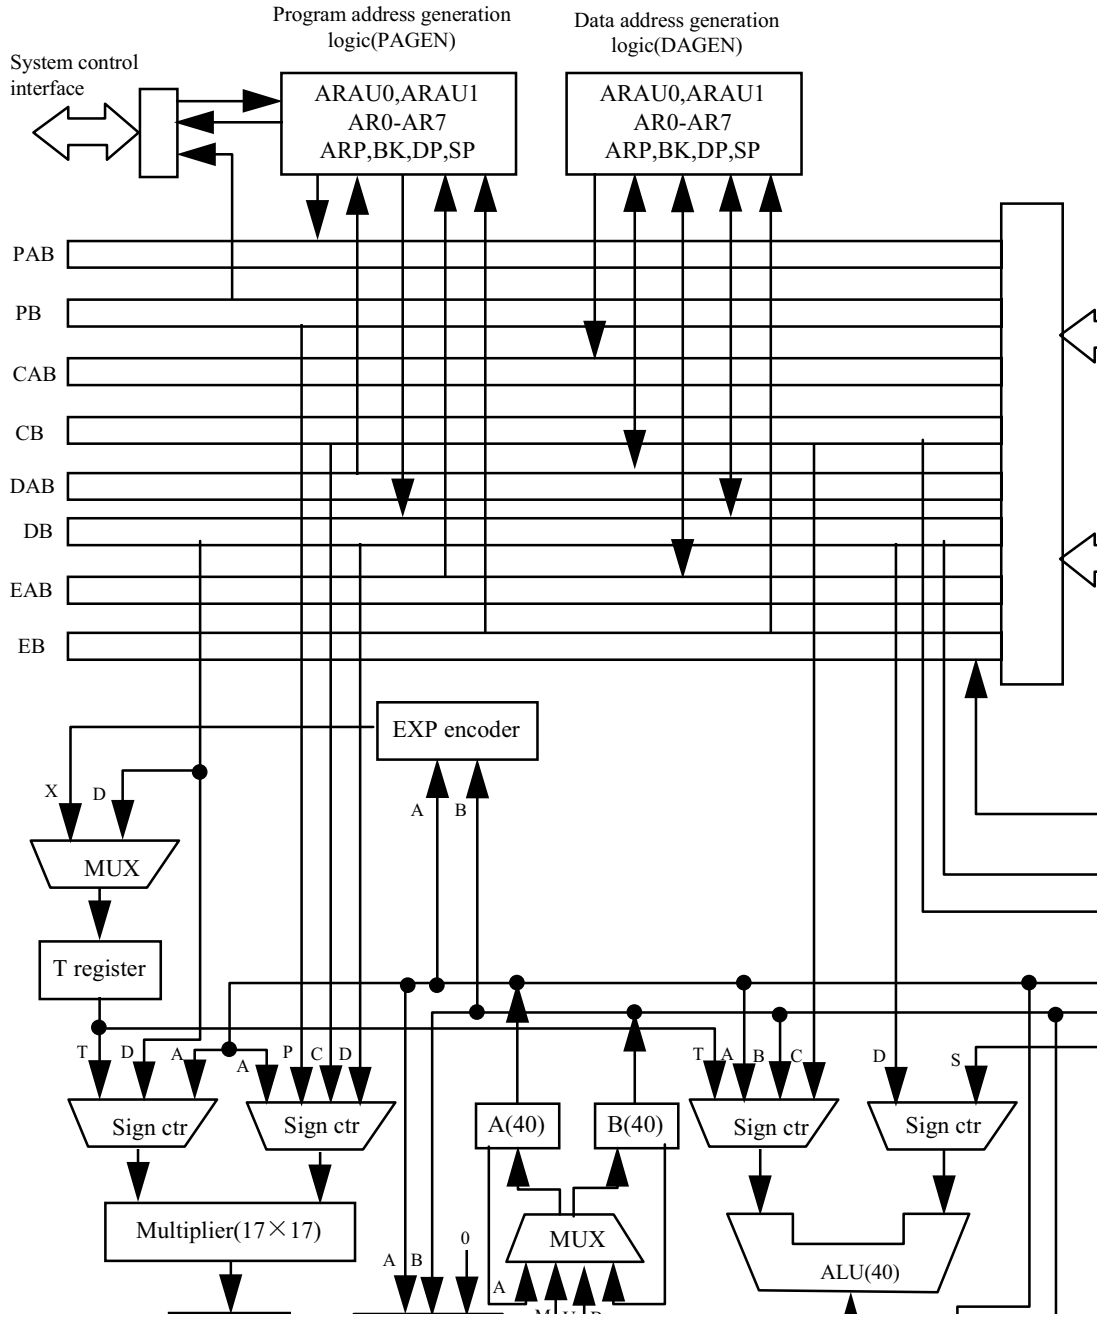 Program address generation
logic(PAGEN)
Data address generation
logic(DAGEN)
System control
interface
ARAU0,ARAU1
AR0-AR7
ARP,BK,DP,SP
ARAU0,ARAU1
AR0-AR7
ARP,BK,DP,SP
PAB
PB
CAB
CB
DAB
DB
EAB
EB
EXP encoder
X
D
A
B
MUX
T register
T
D
A
A
P
C
D
T
A
B
C
D
S
Sign ctr
Sign ctr
A(40)
B(40)
Sign ctr
Sign ctr
Multiplier(17×17)
MUX
ALU(40)
A
B
0
A